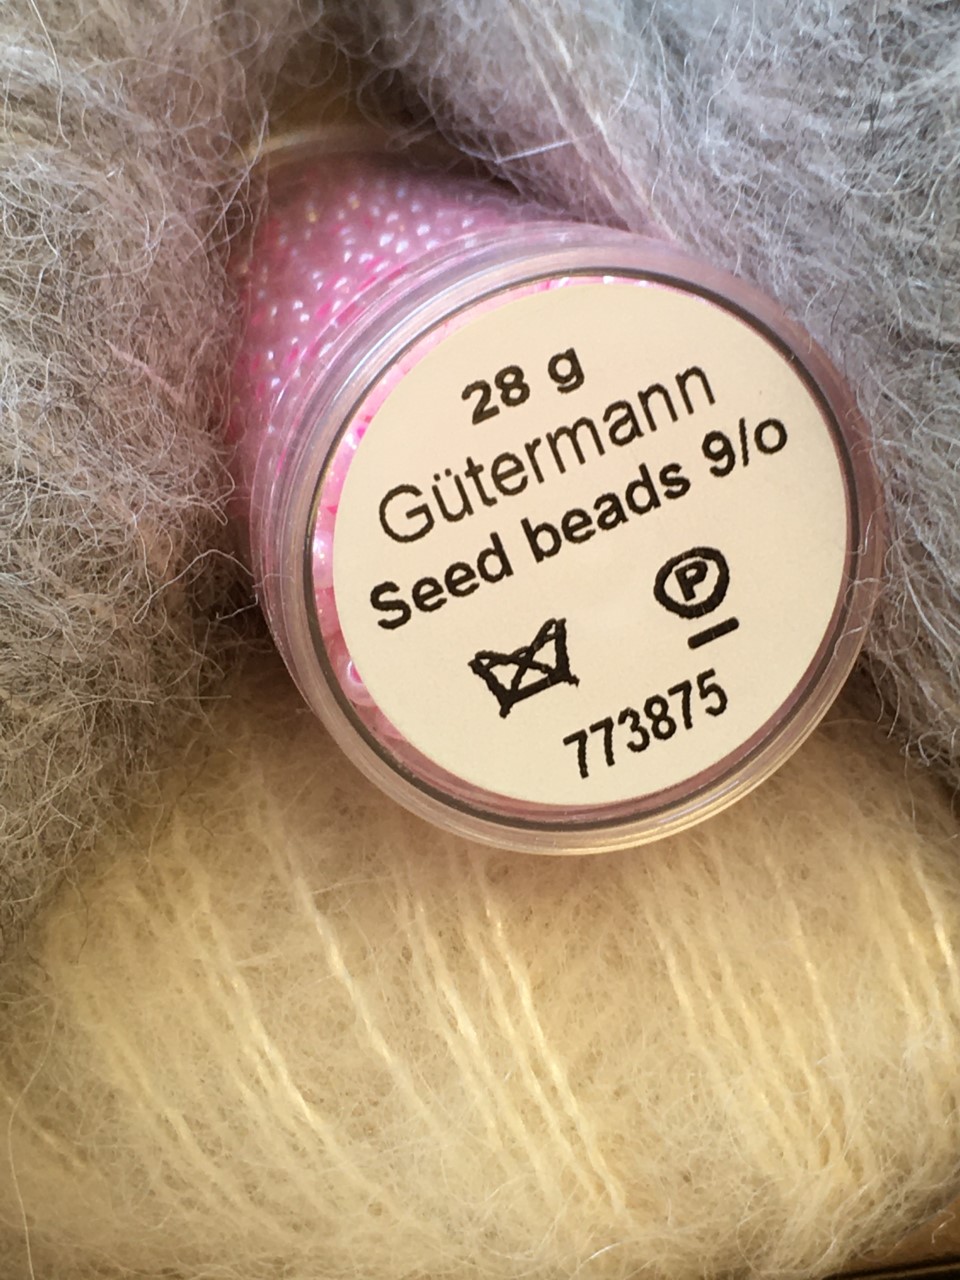 28 g
Gütermann
Seed beads 9/o
P
773875